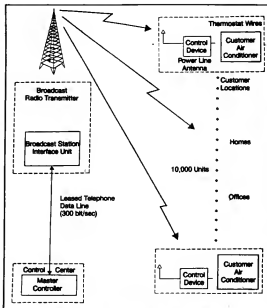 Thermostat Wires
Control
Device
Customer
Air
Conditioner
Power Line
Antenna
Customer
Locations
Broadcast
Radio Transmitter
Broadcast Station
Interface Unit
Homes
10,000 Units
Leased Telephone
Data Line
(300 bit/sec)
Offices
Control Center
Master
Controller
Control
Device
Customer
Air
Conditioner